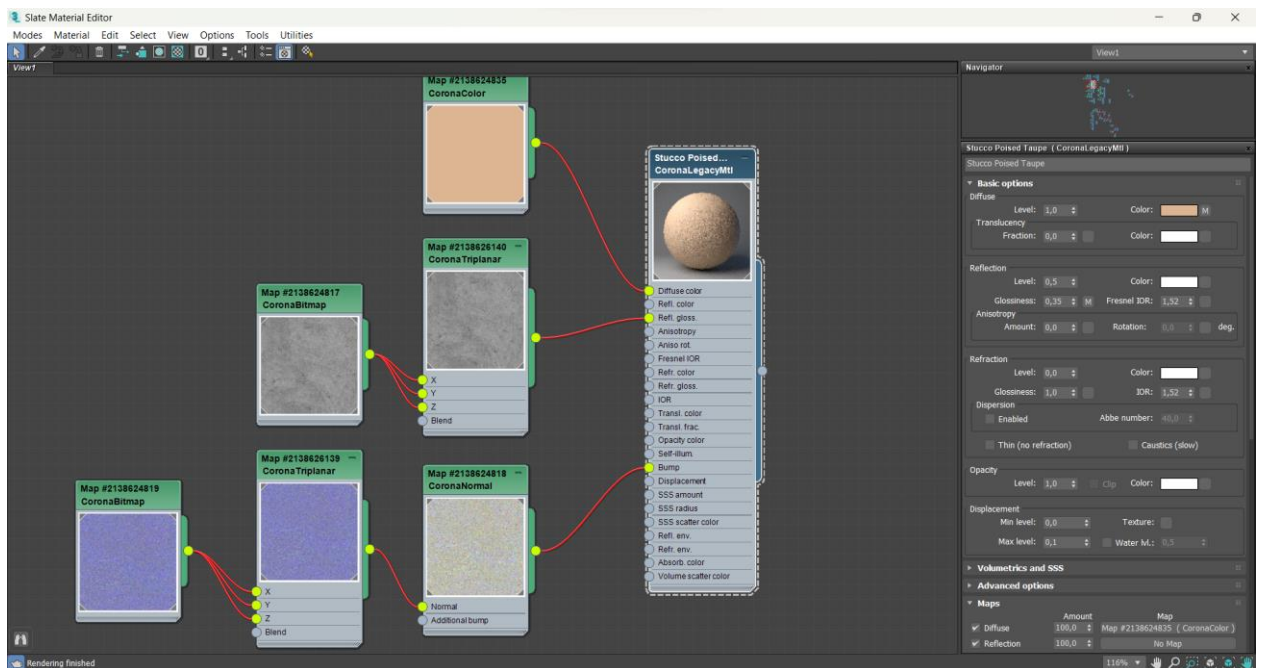 Slate Material Editor
Modes Material Edit Select View Options Tools Utilities
View1
View1
Map #2138624835
CoronaColor
Map #2138626140
CoronaTriplanar
X
Y
Z
Blend
Map #2138624817
CoronaBitmap
Map #2138626139
CoronaTriplanar
X
Y
Z
Blend
Map #2138624819
CoronaBitmap
Map #2138624818
CoronaNormal
Normal
Additional bump
Stucco Poised...
CoronaLegacyMtl
Diffuse color
Refl. color
Refl. gloss.
Anisotropy
Aniso rot.
Fresnel IOR
Refr. color
Refr. gloss.
IOR
Transl. color
Transl. frac.
Opacity color
Self-illum.
Bump
Displacement
SSS amount
SSS radius
SSS scatter color
Refl. env.
Refr. env.
Absorb. color
Volume scatter color
Navigator
Stucco Poised Taupe ( CoronaLegacyMtl )
Stucco Poised Taupe
Basic options
Diffuse
Level: 1,0 Color: M
Translucency
Fraction: 0,0 Color:
Reflection
Level: 0,5 Color:
Glossiness: 0,35 M Fresnel IOR: 1,52
Anisotropy
Amount: 0,0 Rotation: 0,0 deg.
Refraction
Level: 0,0 Color:
Glossiness: 1,0 IOR: 1,52
Dispersion
Enabled Abbe number: 40,0
Thin (no refraction) Caustics (slow)
Opacity
Level: 1,0 Clip Color:
Displacement
Min level: 0,0 Texture:
Max level: 0,1 Water lvl.: 0,5
Volumetrics and SSS
Advanced options
Maps
Amount Map
Diffuse 100,0 Map #2138624835 ( CoronaColor )
Reflection 100,0 No Map
Rendering finished
116%